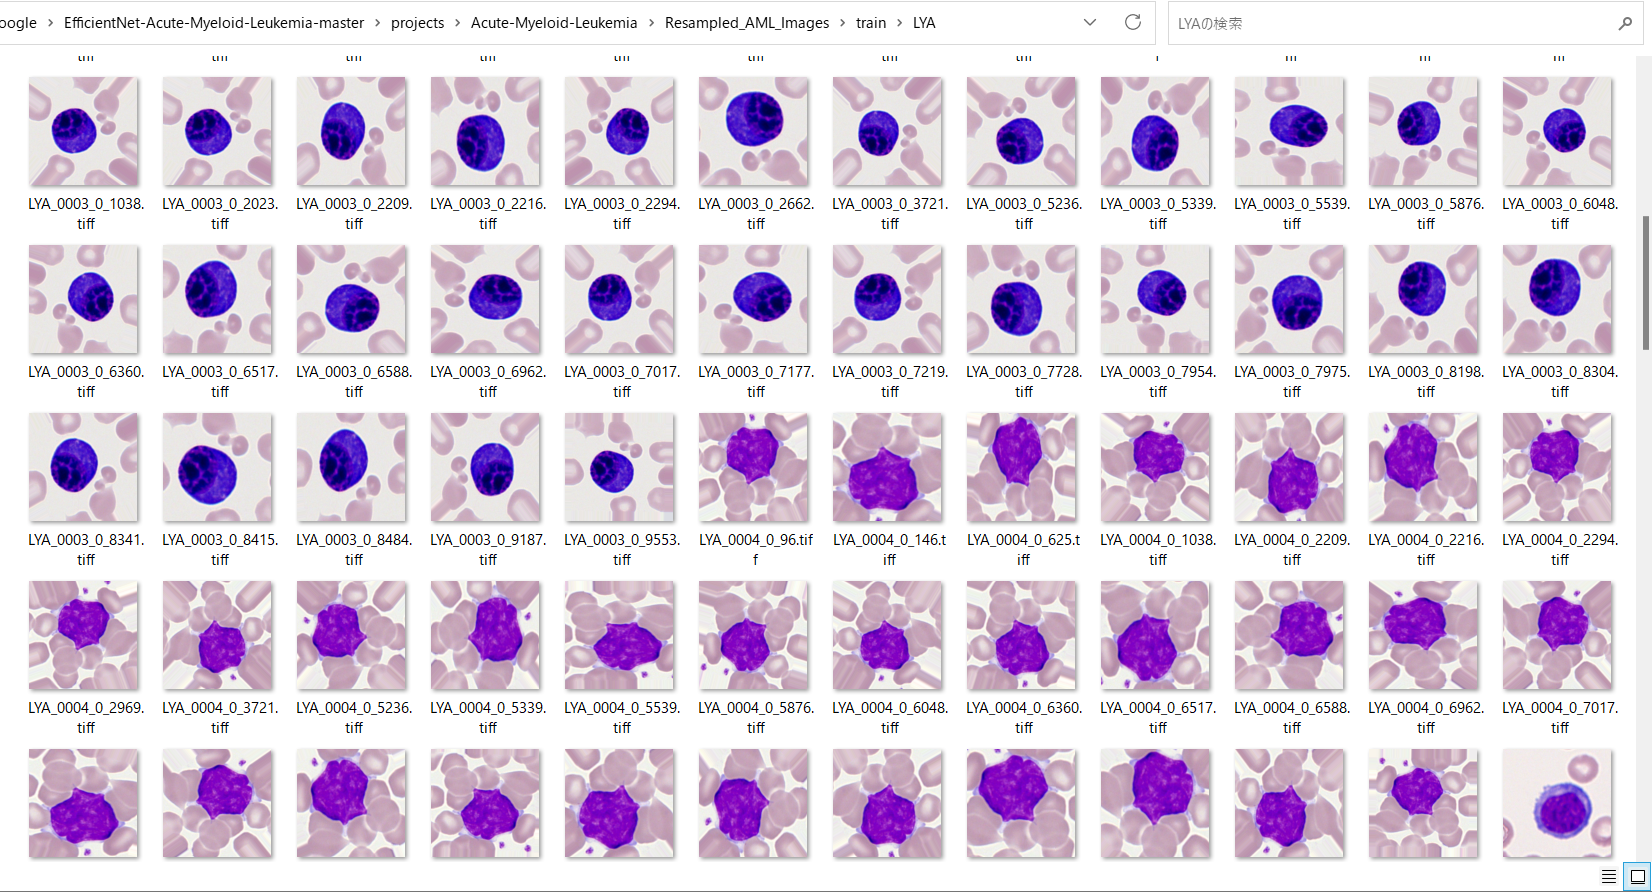 oogle > EfficientNet-Acute-Myeloid-Leukemia-master > projects > Acute-Myeloid-Leukemia > Resampled_AML_Images > train > LYA
LYAの検索
LYA_0003_0_1038.tiff LYA_0003_0_2023.tiff LYA_0003_0_2209.tiff LYA_0003_0_2216.tiff LYA_0003_0_2294.tiff LYA_0003_0_2662.tiff LYA_0003_0_3721.tiff LYA_0003_0_5236.tiff LYA_0003_0_5339.tiff LYA_0003_0_5539.tiff LYA_0003_0_5876.tiff LYA_0003_0_6048.tiff
LYA_0003_0_6360.tiff LYA_0003_0_6517.tiff LYA_0003_0_6588.tiff LYA_0003_0_6962.tiff LYA_0003_0_7017.tiff LYA_0003_0_7177.tiff LYA_0003_0_7219.tiff LYA_0003_0_7728.tiff LYA_0003_0_7954.tiff LYA_0003_0_7975.tiff LYA_0003_0_8198.tiff LYA_0003_0_8304.tiff
LYA_0003_0_8341.tiff LYA_0003_0_8415.tiff LYA_0003_0_8484.tiff LYA_0003_0_9187.tiff LYA_0003_0_9553.tiff LYA_0004_0_96.tiff LYA_0004_0_146.tiff LYA_0004_0_625.tiff LYA_0004_0_1038.tiff LYA_0004_0_2209.tiff LYA_0004_0_2216.tiff LYA_0004_0_2294.tiff
LYA_0004_0_2969.tiff LYA_0004_0_3721.tiff LYA_0004_0_5236.tiff LYA_0004_0_5339.tiff LYA_0004_0_5539.tiff LYA_0004_0_5876.tiff LYA_0004_0_6048.tiff LYA_0004_0_6360.tiff LYA_0004_0_6517.tiff LYA_0004_0_6588.tiff LYA_0004_0_6962.tiff LYA_0004_0_7017.tiff